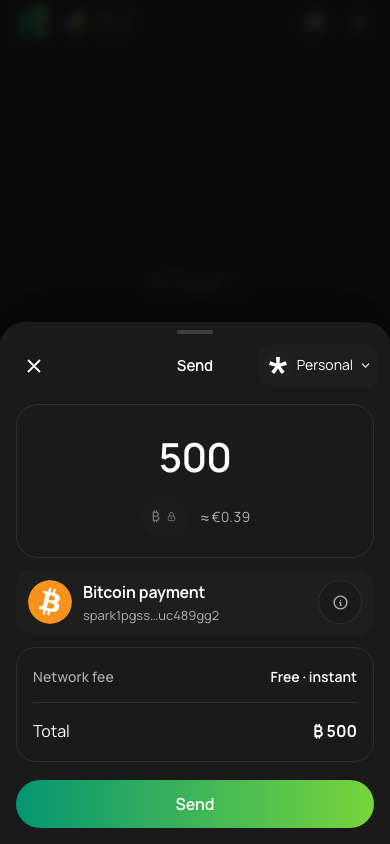 Send
Personal
500
₿
≈ €0.39
Bitcoin payment
spark1pgss...uc489gg2
Network fee
Free · instant
Total
₿ 500
Send